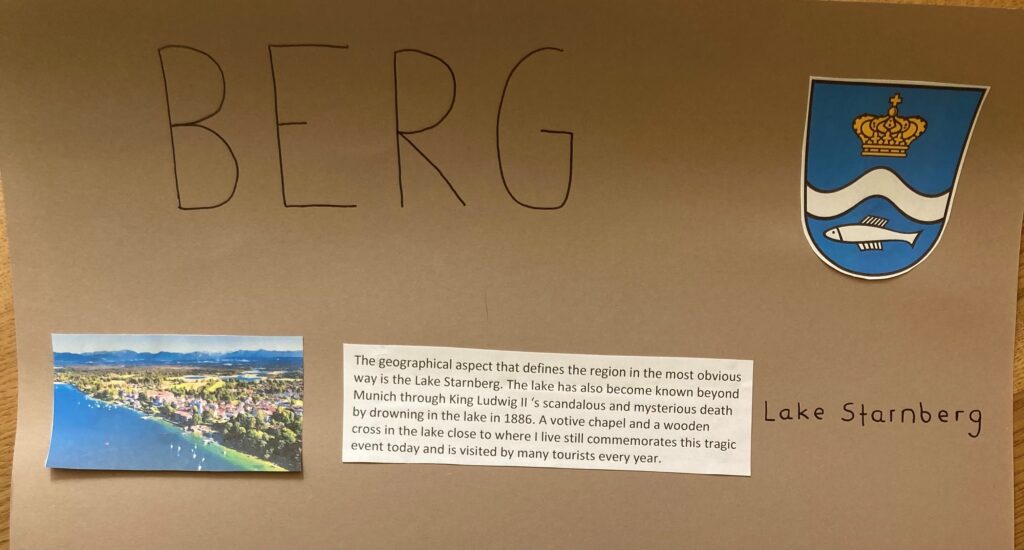 BERG
The geographical aspect that defines the region in the most obvious
way is the Lake Starnberg. The lake has also become known beyond
Munich through King Ludwig II ‘s scandalous and mysterious death
by drowning in the lake in 1886. A votive chapel and a wooden
cross in the lake close to where I live still commemorates this tragic
event today and is visited by many tourists every year.
Lake Starnberg